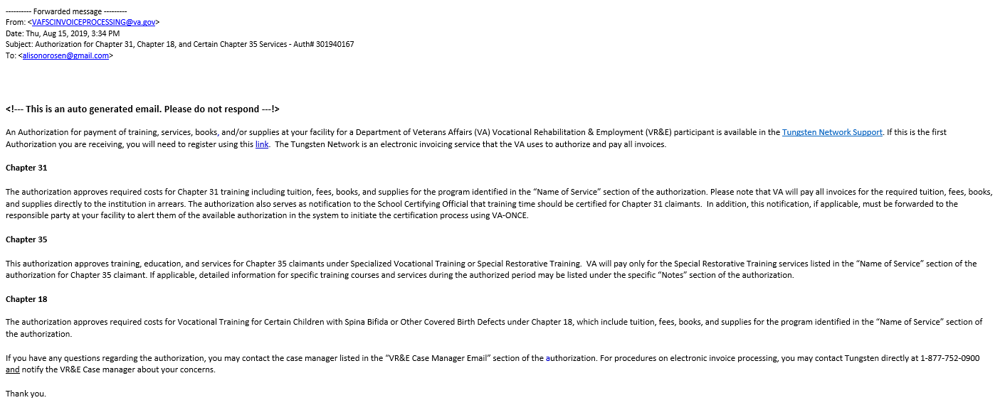 ---------- Forwarded message ---------
From: <VAFSCINVOICEPROCESSING@va.gov>
Date: Thu, Aug 15, 2019, 3:34 PM
Subject: Authorization for Chapter 31, Chapter 18, and Certain Chapter 35 Services - Auth# 301940167
To: <alisonorosen@gmail.com>
<!--- This is an auto generated email. Please do not respond ---!>
An Authorization for payment of training, services, books, and/or supplies at your facility for a Department of Veterans Affairs (VA) Vocational Rehabilitation & Employment (VR&E) participant is available in the Tungsten Network Support. If this is the first
Authorization you are receiving, you will need to register using this link.  The Tungsten Network is an electronic invoicing service that the VA uses to authorize and pay all invoices.
Chapter 31
The authorization approves required costs for Chapter 31 training including tuition, fees, books, and supplies for the program identified in the “Name of Service” section of the authorization. Please note that VA will pay all invoices for the required tuition, fees, books,
and supplies directly to the institution in arrears. The authorization also serves as notification to the School Certifying Official that training time should be certified for Chapter 31 claimants.  In addition, this notification, if applicable, must be forwarded to the
responsible party at your facility to alert them of the available authorization in the system to initiate the certification process using VA-ONCE.
Chapter 35
This authorization approves training, education, and services for Chapter 35 claimants under Specialized Vocational Training or Special Restorative Training.  VA will pay only for the Special Restorative Training services listed in the “Name of Service” section of the
authorization for Chapter 35 claimant. If applicable, detailed information for specific training courses and services during the authorized period may be listed under the specific “Notes” section of the authorization.
Chapter 18
The authorization approves required costs for Vocational Training for Certain Children with Spina Bifida or Other Covered Birth Defects under Chapter 18, which include tuition, fees, books, and supplies for the program identified in the “Name of Service” section of
the authorization.
If you have any questions regarding the authorization, you may contact the case manager listed in the “VR&E Case Manager Email” section of the authorization. For procedures on electronic invoice processing, you may contact Tungsten directly at 1-877-752-0900
and notify the VR&E Case manager about your concerns.
Thank you.